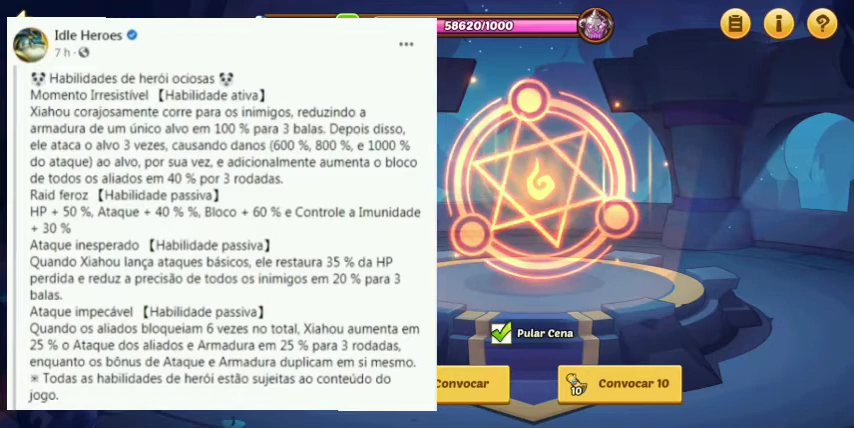 58620/1000
Idle Heroes
7 h
🐼 Habilidades de herói ociosas 🐼
Momento Irresistível 【Habilidade ativa】
Xiahou corajosamente corre para os inimigos, reduzindo a
armadura de um único alvo em 100 % para 3 balas. Depois disso,
ele ataca o alvo 3 vezes, causando danos (600 %, 800 %, e 1000 %
do ataque) ao alvo, por sua vez, e adicionalmente aumenta o bloco
de todos os aliados em 40 % por 3 rodadas.
Raid feroz 【Habilidade passiva】
HP + 50 %, Ataque + 40 % %, Bloco + 60 % e Controle a Imunidade
+ 30 %
Ataque inesperado 【Habilidade passiva】
Quando Xiahou lança ataques básicos, ele restaura 35 % da HP
perdida e reduz a precisão de todos os inimigos em 20 % para 3
balas.
Ataque impecável 【Habilidade passiva】
Quando os aliados bloqueiam 6 vezes no total, Xiahou aumenta em
25 % o Ataque dos aliados e Armadura em 25 % para 3 rodadas,
enquanto os bônus de Ataque e Armadura duplicam em si mesmo.
※ Todas as habilidades de herói estão sujeitas ao conteúdo do
jogo.
Pular Cena
Convocar
10
Convocar 10